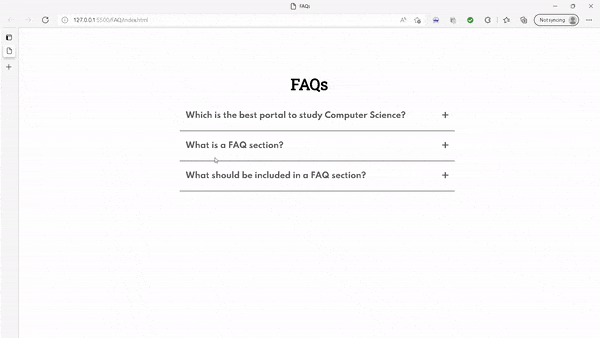 FAQs
127.0.0.1:5500/FAQ/index.html
Not syncing
FAQs
Which is the best portal to study Computer Science? +
What is a FAQ section? +
What should be included in a FAQ section? +